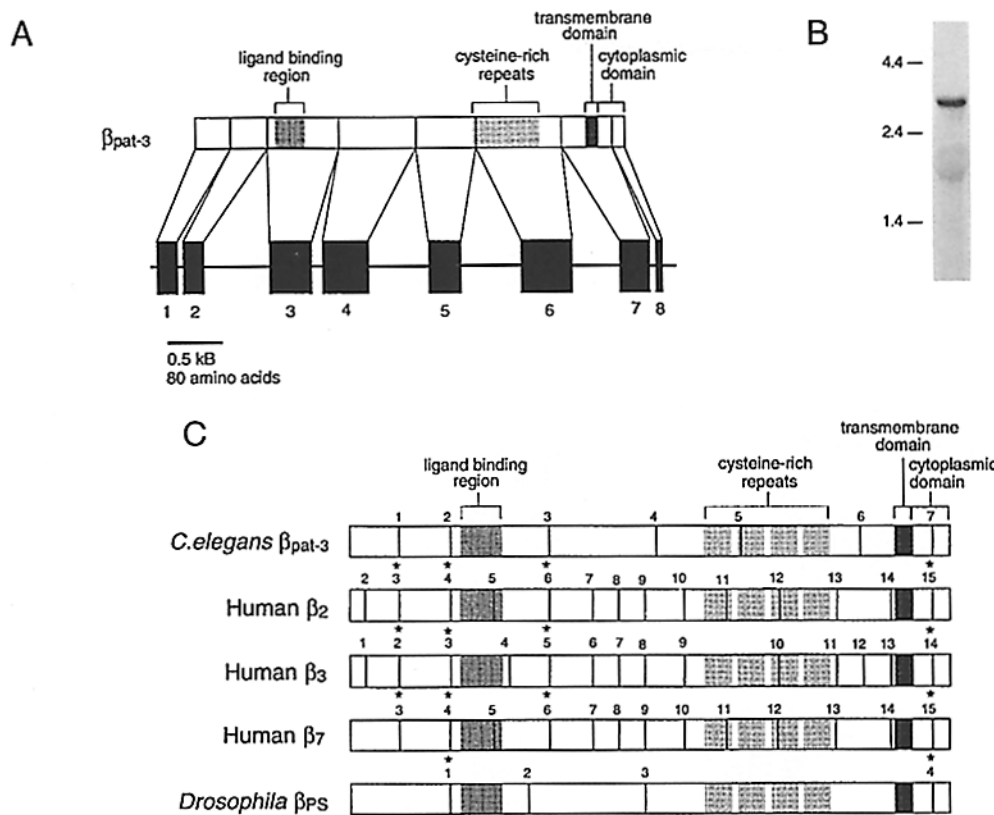 A
ligand binding
region
cysteine-rich
repeats
transmembrane
domain
cytoplasmic
domain
βpat-3
1 2 3 4 5 6 7 8
0.5 kB
80 amino acids
B
4.4
2.4
1.4
C
ligand binding
region
cysteine-rich
repeats
transmembrane
domain
cytoplasmic
domain
1 2 3 4 5 6 7
C.elegans βpat-3
* * * *
2 3 4 5 6 7 8 9 10 11 12 13 14 15
Human β2
* * * *
1 2 3 4 5 6 7 8 9 10 11 12 13 14
Human β3
* * * *
3 4 5 6 7 8 9 10 11 12 13 14 15
Human β7
* *
1 2 3 4
Drosophila βPS